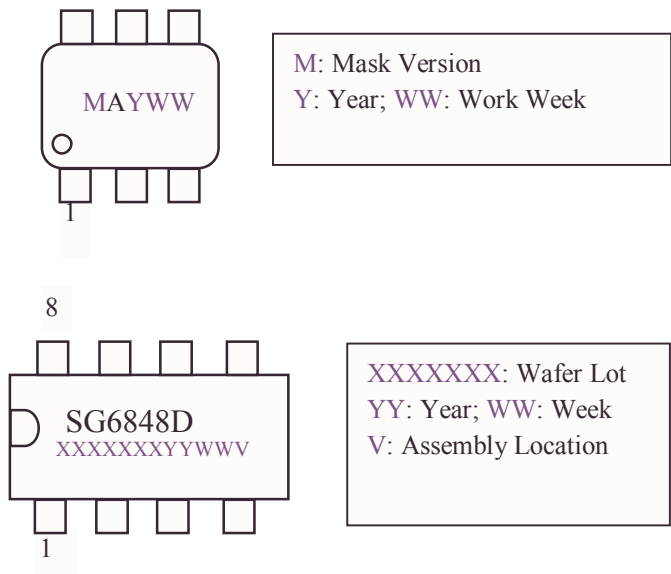 MAYWW
1
M: Mask Version
Y: Year; WW: Work Week
8
SG6848D
XXXXXXXYYWWV
1
XXXXXXX: Wafer Lot
YY: Year; WW: Week
V: Assembly Location